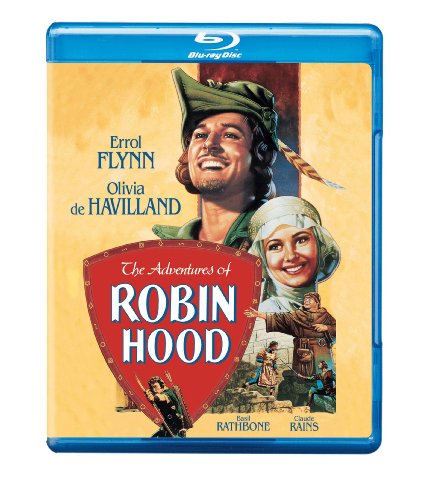 Blu-ray Disc
Errol
FLYNN
Olivia
de HAVILLAND
The Adventures of
ROBIN
HOOD
Basil
RATHBONE
Claude
RAINS